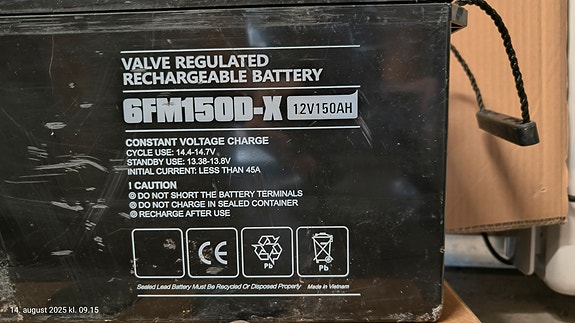 VALVE REGULATED
RECHARGEABLE BATTERY
6FM150D-X 12V150AH
CONSTANT VOLTAGE CHARGE
CYCLE USE: 14.4-14.7V
STANDBY USE: 13.38-13.8V
INITIAL CURRENT: LESS THAN 45A
! CAUTION
DO NOT SHORT THE BATTERY TERMINALS
DO NOT CHARGE IN SEALED CONTAINER
RECHARGE AFTER USE
CE Pb Pb
Sealed Lead Battery Must Be Recycled Or Disposed Properly Made in Vietnam
14. august 2025 kl. 09.15